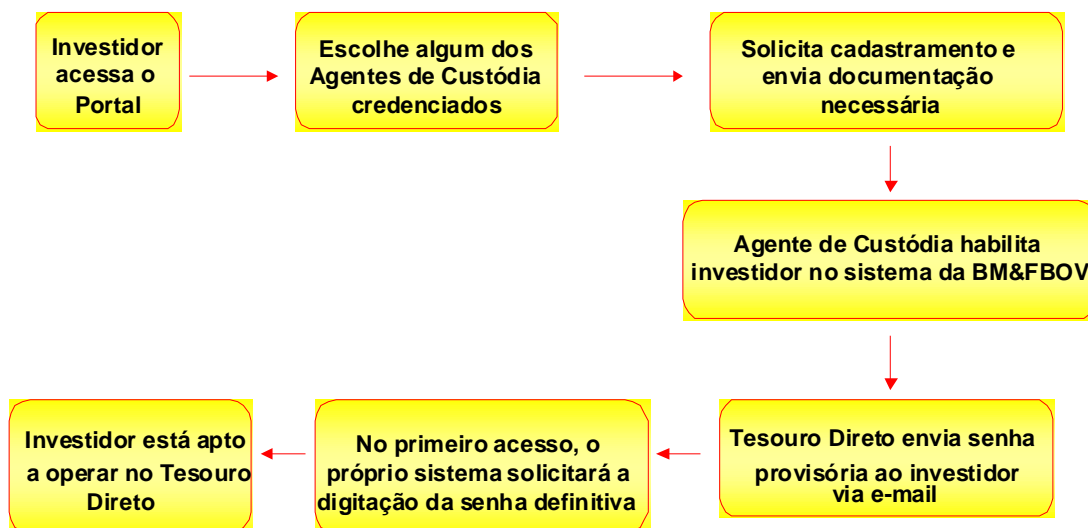 Investidor
acessa o
Portal
Escolhe algum dos
Agentes de Custódia
credenciados
Solicita cadastramento e
envia documentação
necessária
Agente de Custódia habilita
investidor no sistema da BM&FBOV
Tesouro Direto envia senha
provisória ao investidor
via e-mail
No primeiro acesso, o
próprio sistema solicitará a
digitação da senha definitiva
Investidor está apto
a operar no Tesouro
Direto